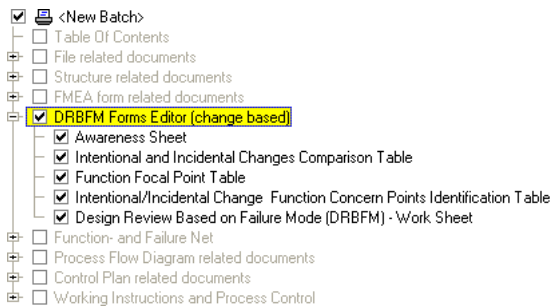 <New Batch>
Table Of Contents
File related documents
Structure related documents
FMEA form related documents
DRBFM Forms Editor (change based)
Awareness Sheet
Intentional and Incidental Changes Comparison Table
Function Focal Point Table
Intentional/Incidental Change  Function Concern Points Identification Table
Design Review Based on Failure Mode (DRBFM) - Work Sheet
Function- and Failure Net
Process Flow Diagram related documents
Control Plan related documents
Working Instructions and Process Control